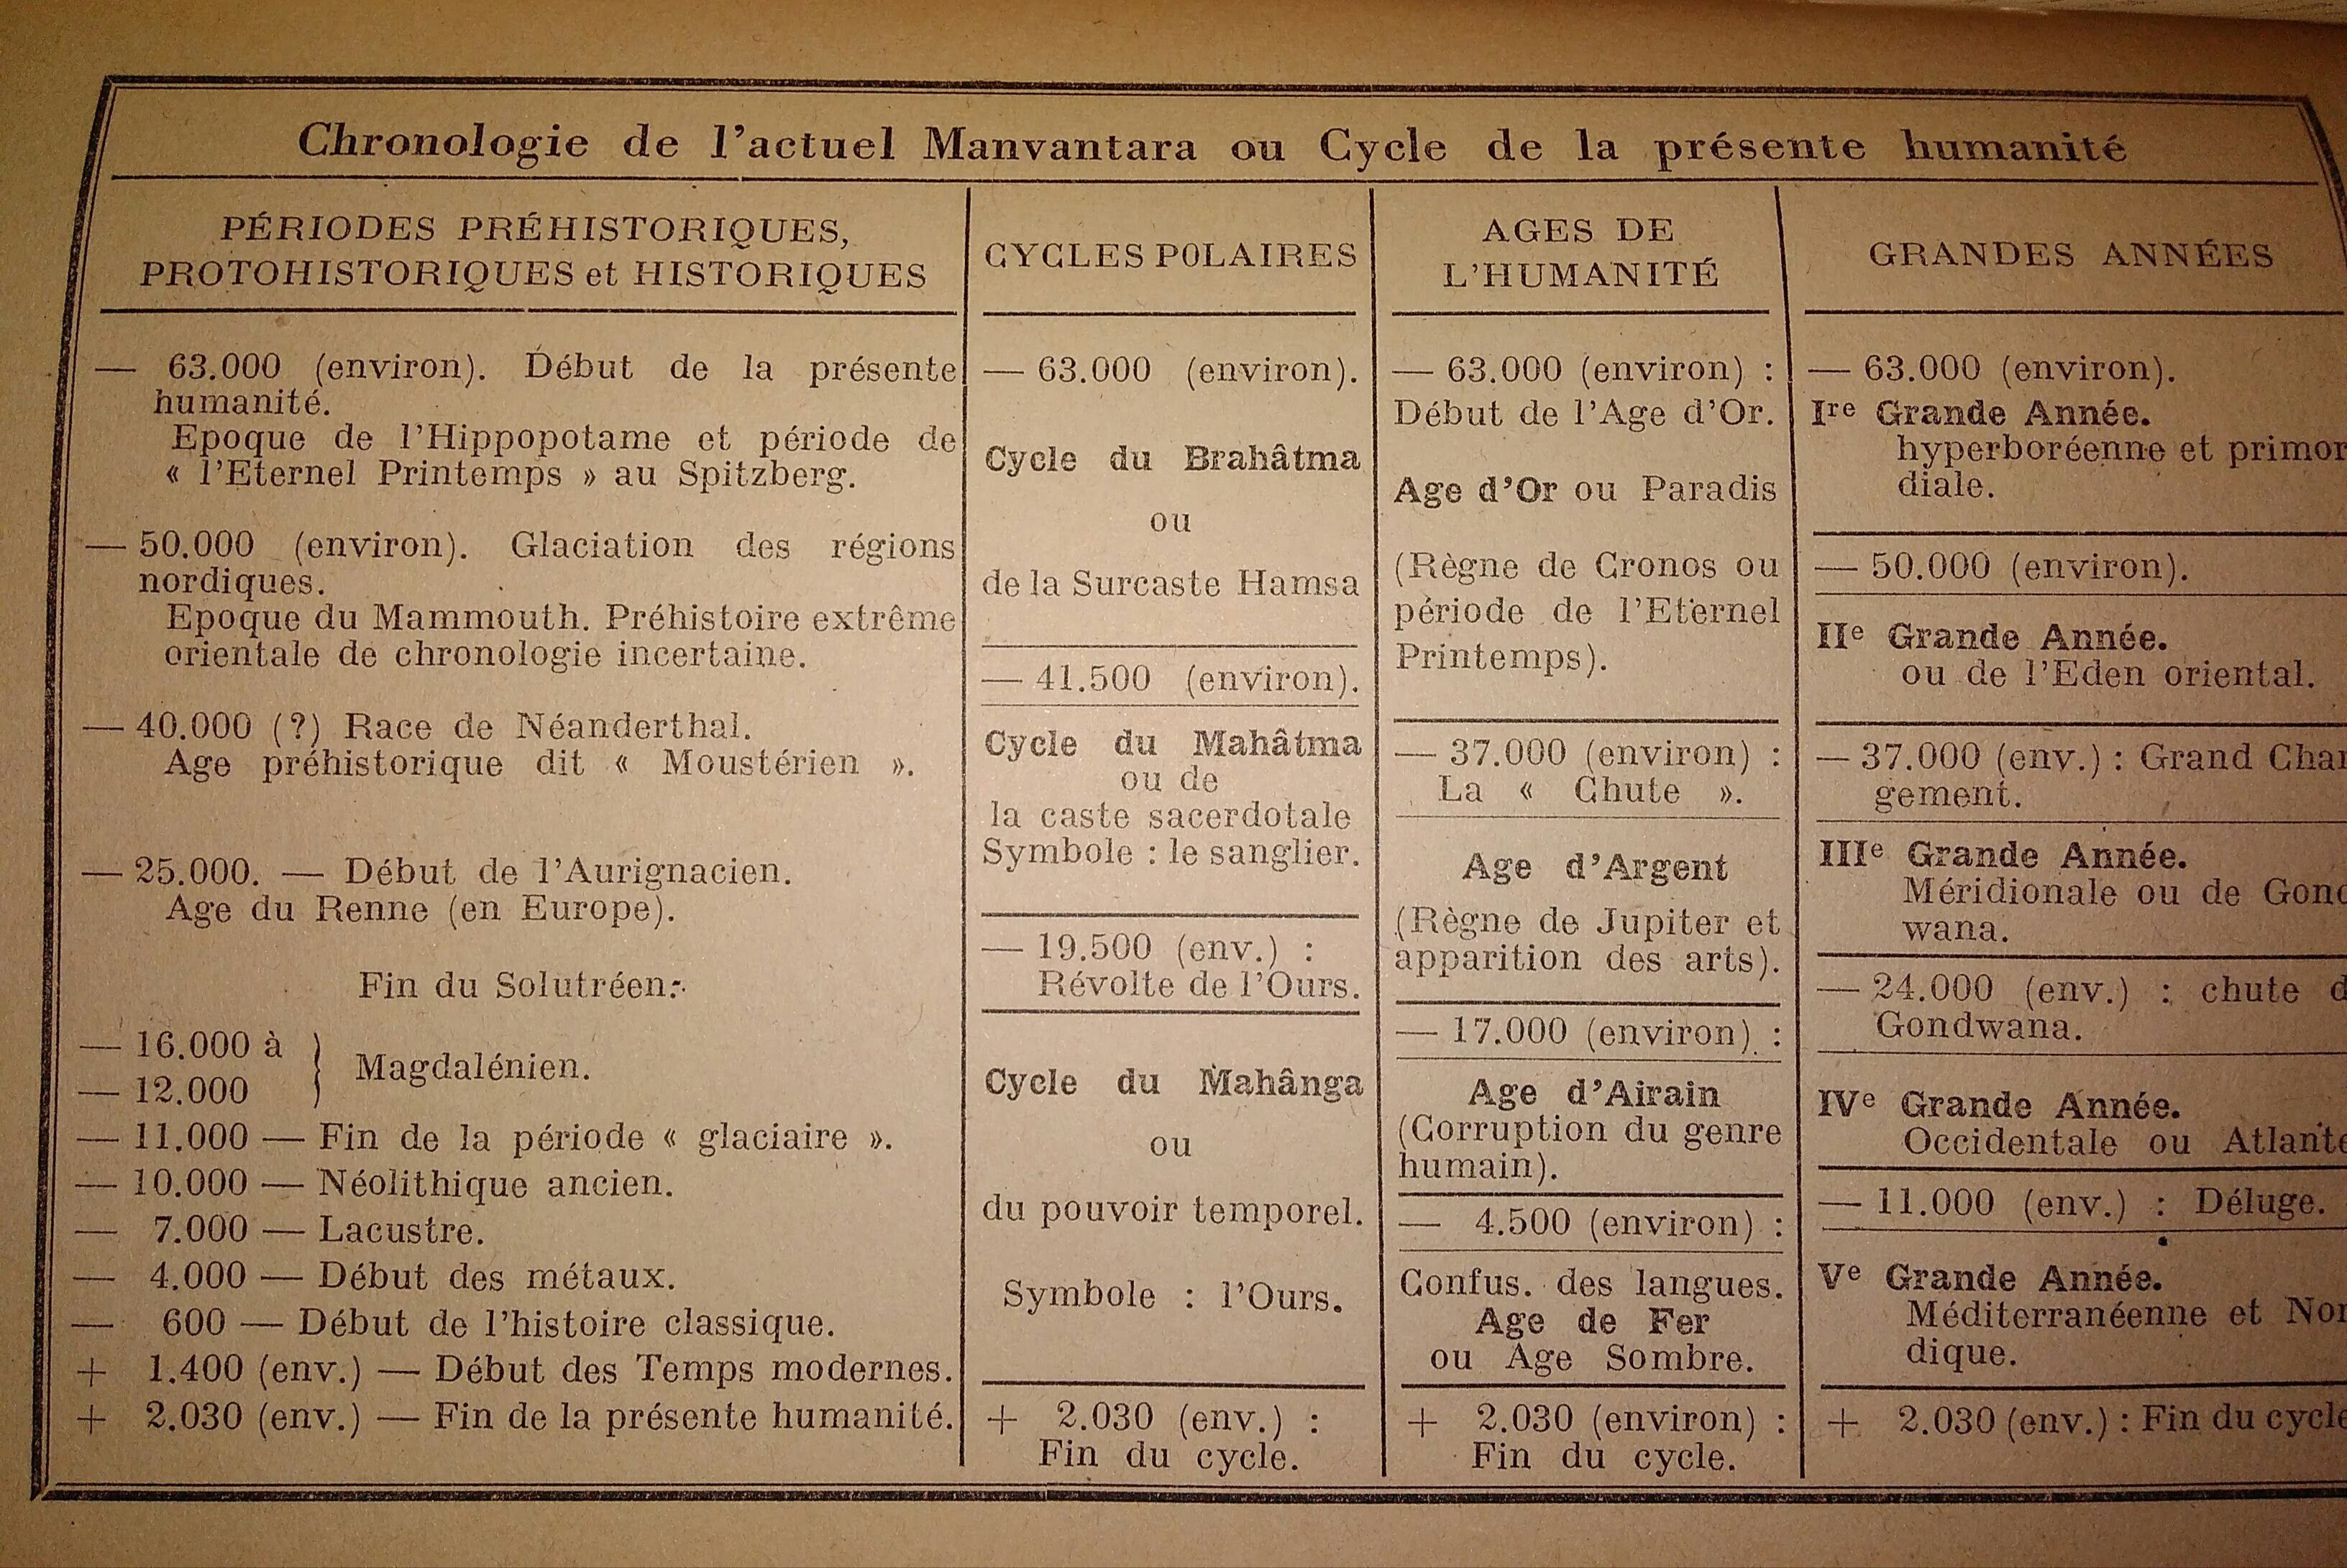 Chronologie de l'actuel Manvantara ou Cycle de la présente humanité
PÉRIODES PRÉHISTORIQUES,
PROTOHISTORIQUES et HISTORIQUES
— 63.000 (environ). Début de la présente
humanité.
Epoque de l'Hippopotame et période de
« l'Eternel Printemps » au Spitzberg.
— 50.000 (environ). Glaciation des régions
nordiques.
Epoque du Mammouth. Préhistoire extrême
orientale de chronologie incertaine.
— 40.000 (?) Race de Néanderthal.
Age préhistorique dit « Moustérien ».
— 25.000. — Début de l'Aurignacien.
Age du Renne (en Europe).
Fin du Solutréen.
— 16.000 à
— 12.000
Magdalénien.
— 11.000 — Fin de la période « glaciaire ».
— 10.000 — Néolithique ancien.
— 7.000 — Lacustre.
— 4.000 — Début des métaux.
— 600 — Début de l'histoire classique.
+ 1.400 (env.) — Début des Temps modernes.
+ 2.030 (env.) — Fin de la présente humanité.
CYCLES POLAIRES
— 63.000 (environ).
Cycle du Brahâtma
ou
de la Surcaste Hamsa
— 41.500 (environ).
Cycle du Mahâtma
ou de
la caste sacerdotale
Symbole : le sanglier.
— 19.500 (env.) :
Révolte de l'Ours.
Cycle du Mahânga
ou
du pouvoir temporel.
Symbole : l'Ours.
+ 2.030 (env.) :
Fin du cycle.
AGES DE
L'HUMANITÉ
— 63.000 (environ) :
Début de l'Age d'Or.
Age d'Or ou Paradis
(Règne de Cronos ou
période de l'Eternel
Printemps).
— 37.000 (environ) :
La « Chute ».
Age d'Argent
(Règne de Jupiter et
apparition des arts).
— 17.000 (environ) :
Age d'Airain
(Corruption du genre
humain).
— 4.500 (environ) :
Confus. des langues.
Age de Fer
ou Age Sombre.
+ 2.030 (environ) :
Fin du cycle.
GRANDES ANNÉES
— 63.000 (environ).
Ire Grande Année.
hyperboréenne et primor
diale.
— 50.000 (environ).
IIe Grande Année.
ou de l'Eden oriental.
— 37.000 (env.) : Grand Chan
gement.
IIIe Grande Année.
Méridionale ou de Gond
wana.
— 24.000 (env.) : chute d
Gondwana.
IVe Grande Année.
Occidentale ou Atlante
— 11.000 (env.) : Déluge.
Ve Grande Année.
Méditerranéenne et Nor
dique.
+ 2.030 (env.) : Fin du cycle